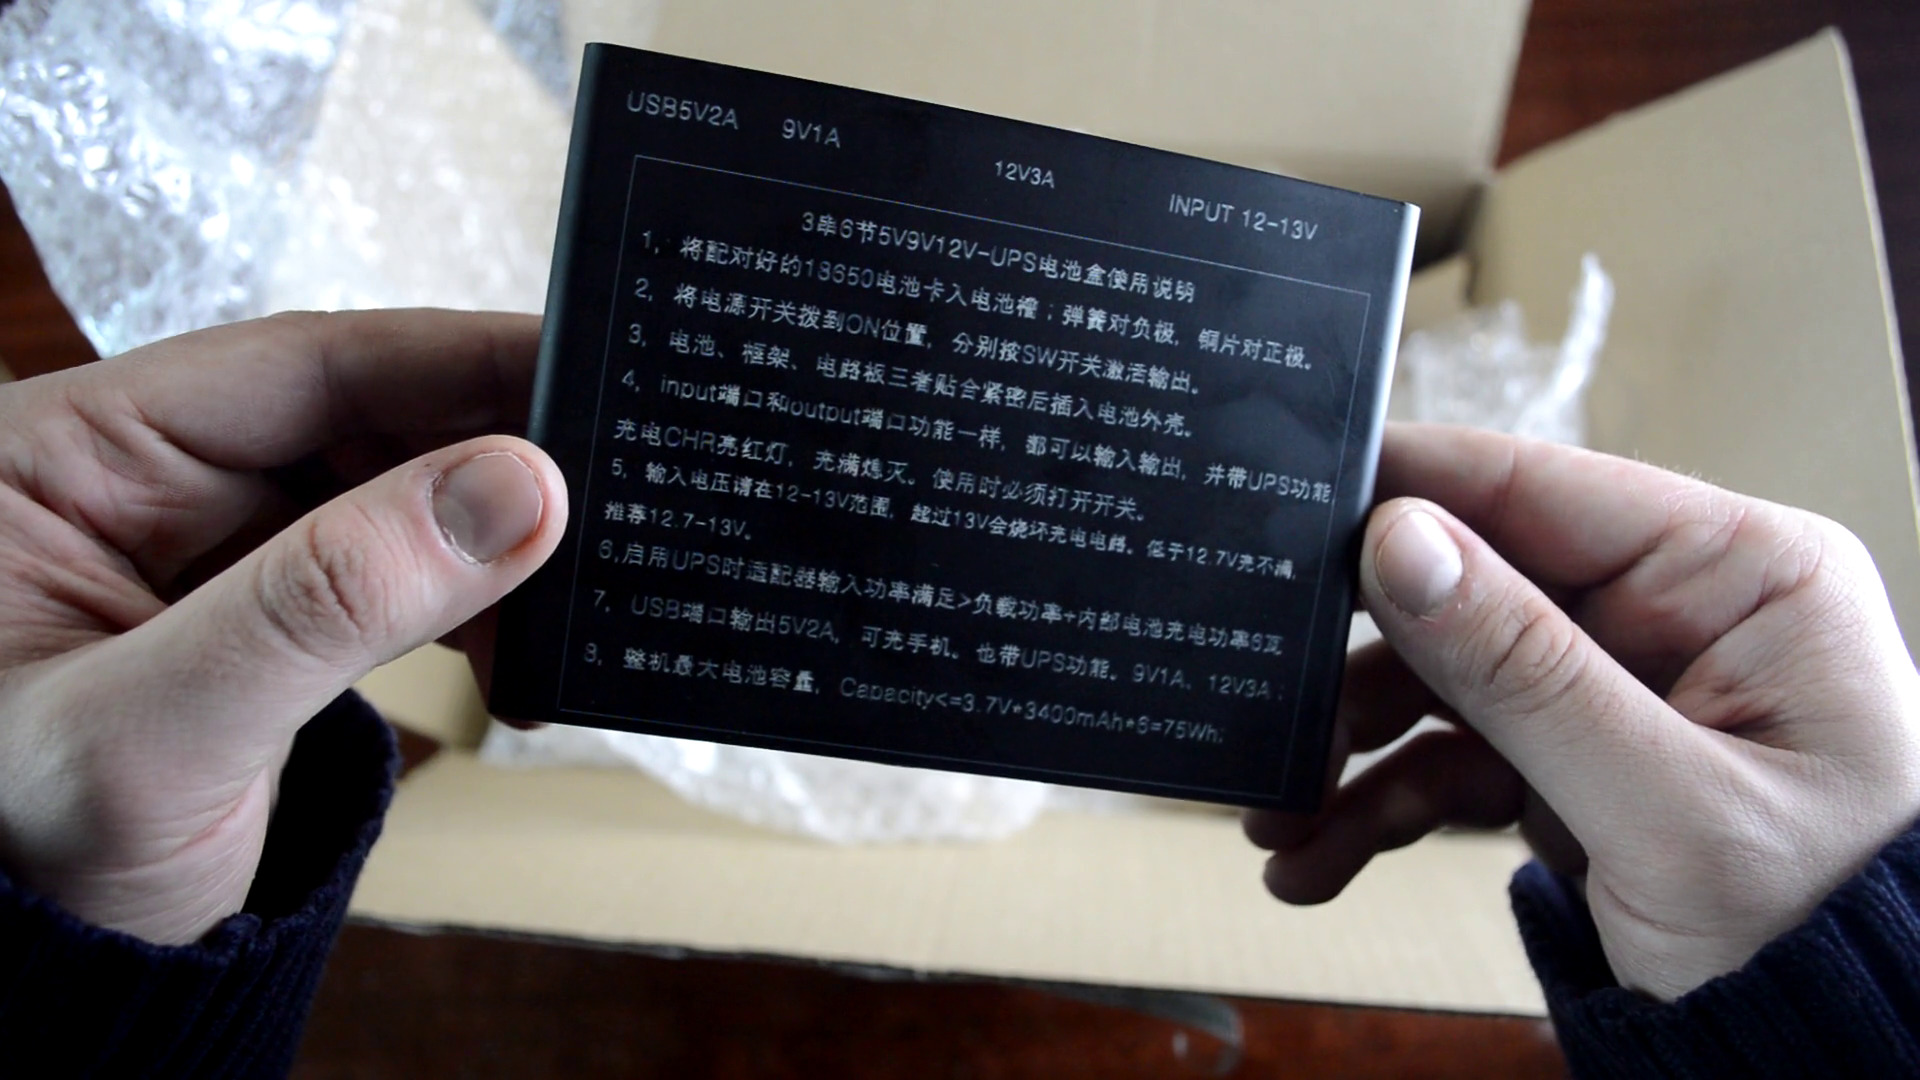 USB5V2A 9V1A 12V3A INPUT 12-13V
3串6节5V9V12V-UPS电池盒使用说明
1, 将配对好的18650电池卡入电池槽；弹簧对负极, 铜片对正极。
2, 将电源开关拨到ON位置, 分别按SW开关激活输出。
3, 电池、框架、电路板三者贴合紧密后插入电池外壳。
4, input端口和output端口功能一样, 都可以输入输出, 并带UPS功能,
充电CHR亮红灯, 充满熄灭。使用时必须打开开关。
5, 输入电压请在12-13V范围, 超过13V会烧坏充电电路。低于12.7V充不满,
推荐12.7-13V。
6,启用UPS时适配器输入功率满足>负载功率+内部电池充电功率6瓦
7, USB端口输出5V2A, 可充手机。也带UPS功能。9V1A、12V3A；
8, 整机最大电池容量, Capacity<=3.7V*3400mAh*6=75Wh;